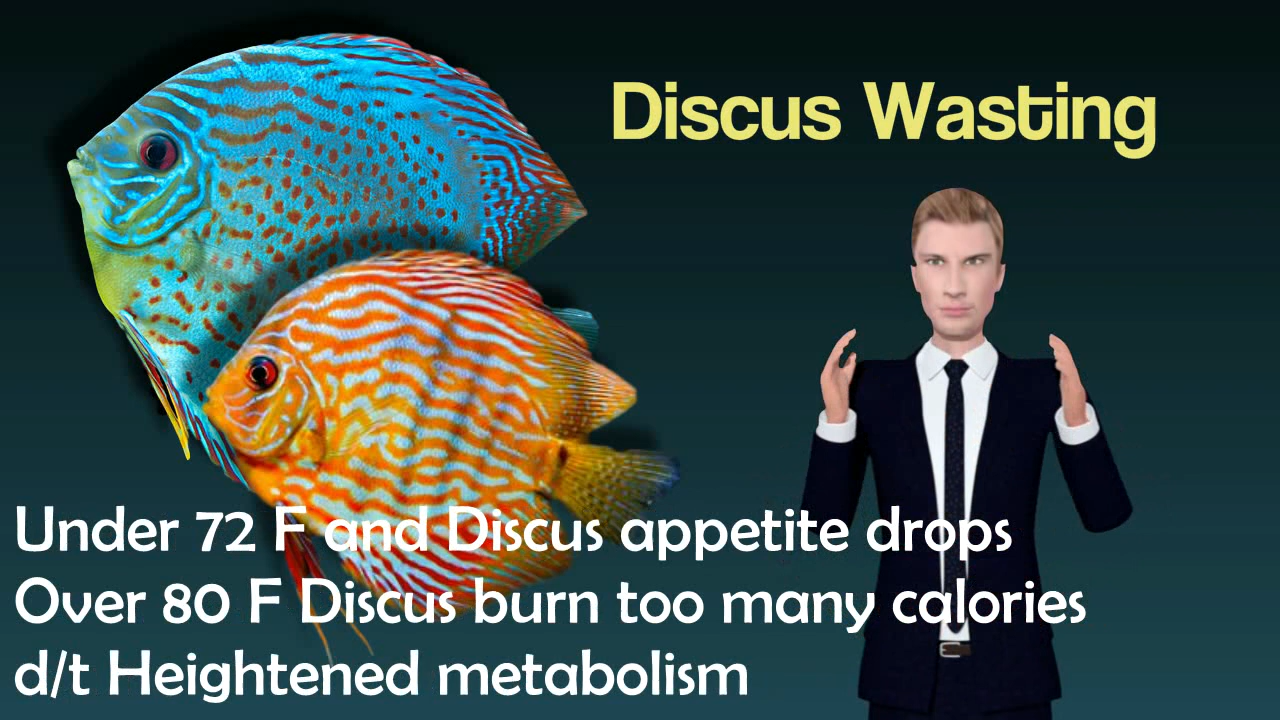 Discus Wasting
Under 72 F and Discus appetite drops
Over 80 F Discus burn too many calories
d/t Heightened metabolism